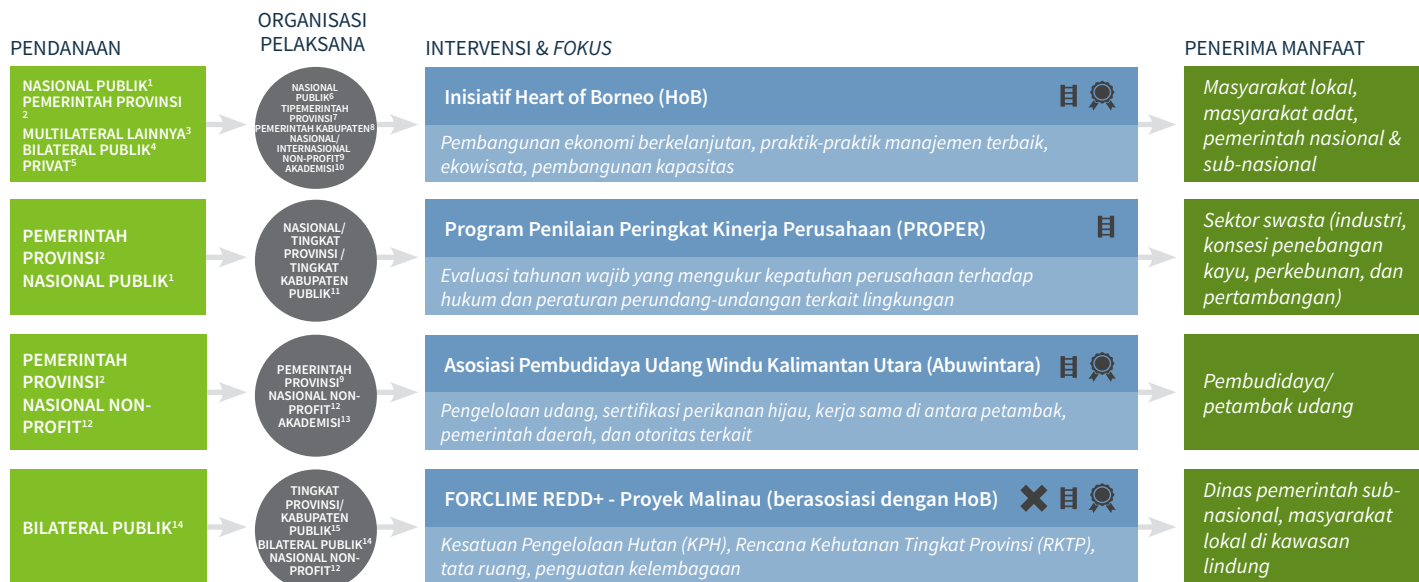 PENDANAAN
ORGANISASI
PELAKSANA
INTERVENSI & FOKUS
PENERIMA MANFAAT
NASIONAL PUBLIK¹
PEMERINTAH PROVINSI
²
MULTILATERAL LAINNYA³
BILATERAL PUBLIK⁴
PRIVAT⁵
NASIONAL
PUBLIK⁶
TIPEMERINTAH
PROVINSI⁷
PEMERINTAH KABUPATEN⁸
NASIONAL/
INTERNASIONAL
NON-PROFIT⁹
AKADEMISI¹⁰
Inisiatif Heart of Borneo (HoB)
Pembangunan ekonomi berkelanjutan, praktik-praktik manajemen terbaik,
ekowisata, pembangunan kapasitas
Masyarakat lokal,
masyarakat adat,
pemerintah nasional &
sub-nasional
PEMERINTAH
PROVINSI²
NASIONAL PUBLIK¹
NASIONAL/
TINGKAT
PROVINSI /
TINGKAT
KABUPATEN
PUBLIK¹¹
Program Penilaian Peringkat Kinerja Perusahaan (PROPER)
Evaluasi tahunan wajib yang mengukur kepatuhan perusahaan terhadap
hukum dan peraturan perundang-undangan terkait lingkungan
Sektor swasta (industri,
konsesi penebangan
kayu, perkebunan, dan
pertambangan)
PEMERINTAH
PROVINSI²
NASIONAL NON-
PROFIT¹²
PEMERINTAH
PROVINSI⁹
NASIONAL NON-
PROFIT¹²
AKADEMISI¹³
Asosiasi Pembudidaya Udang Windu Kalimantan Utara (Abuwintara)
Pengelolaan udang, sertifikasi perikanan hijau, kerja sama di antara petambak,
pemerintah daerah, dan otoritas terkait
Pembudidaya/
petambak udang
BILATERAL PUBLIK¹⁴
TINGKAT
PROVINSI/
KABUPATEN
PUBLIK¹⁵
BILATERAL PUBLIK¹⁴
NASIONAL NON-
PROFIT¹²
FORCLIME REDD+ - Proyek Malinau (berasosiasi dengan HoB)
Kesatuan Pengelolaan Hutan (KPH), Rencana Kehutanan Tingkat Provinsi (RKTP),
tata ruang, penguatan kelembagaan
Dinas pemerintah sub-
nasional, masyarakat
lokal di kawasan
lindung